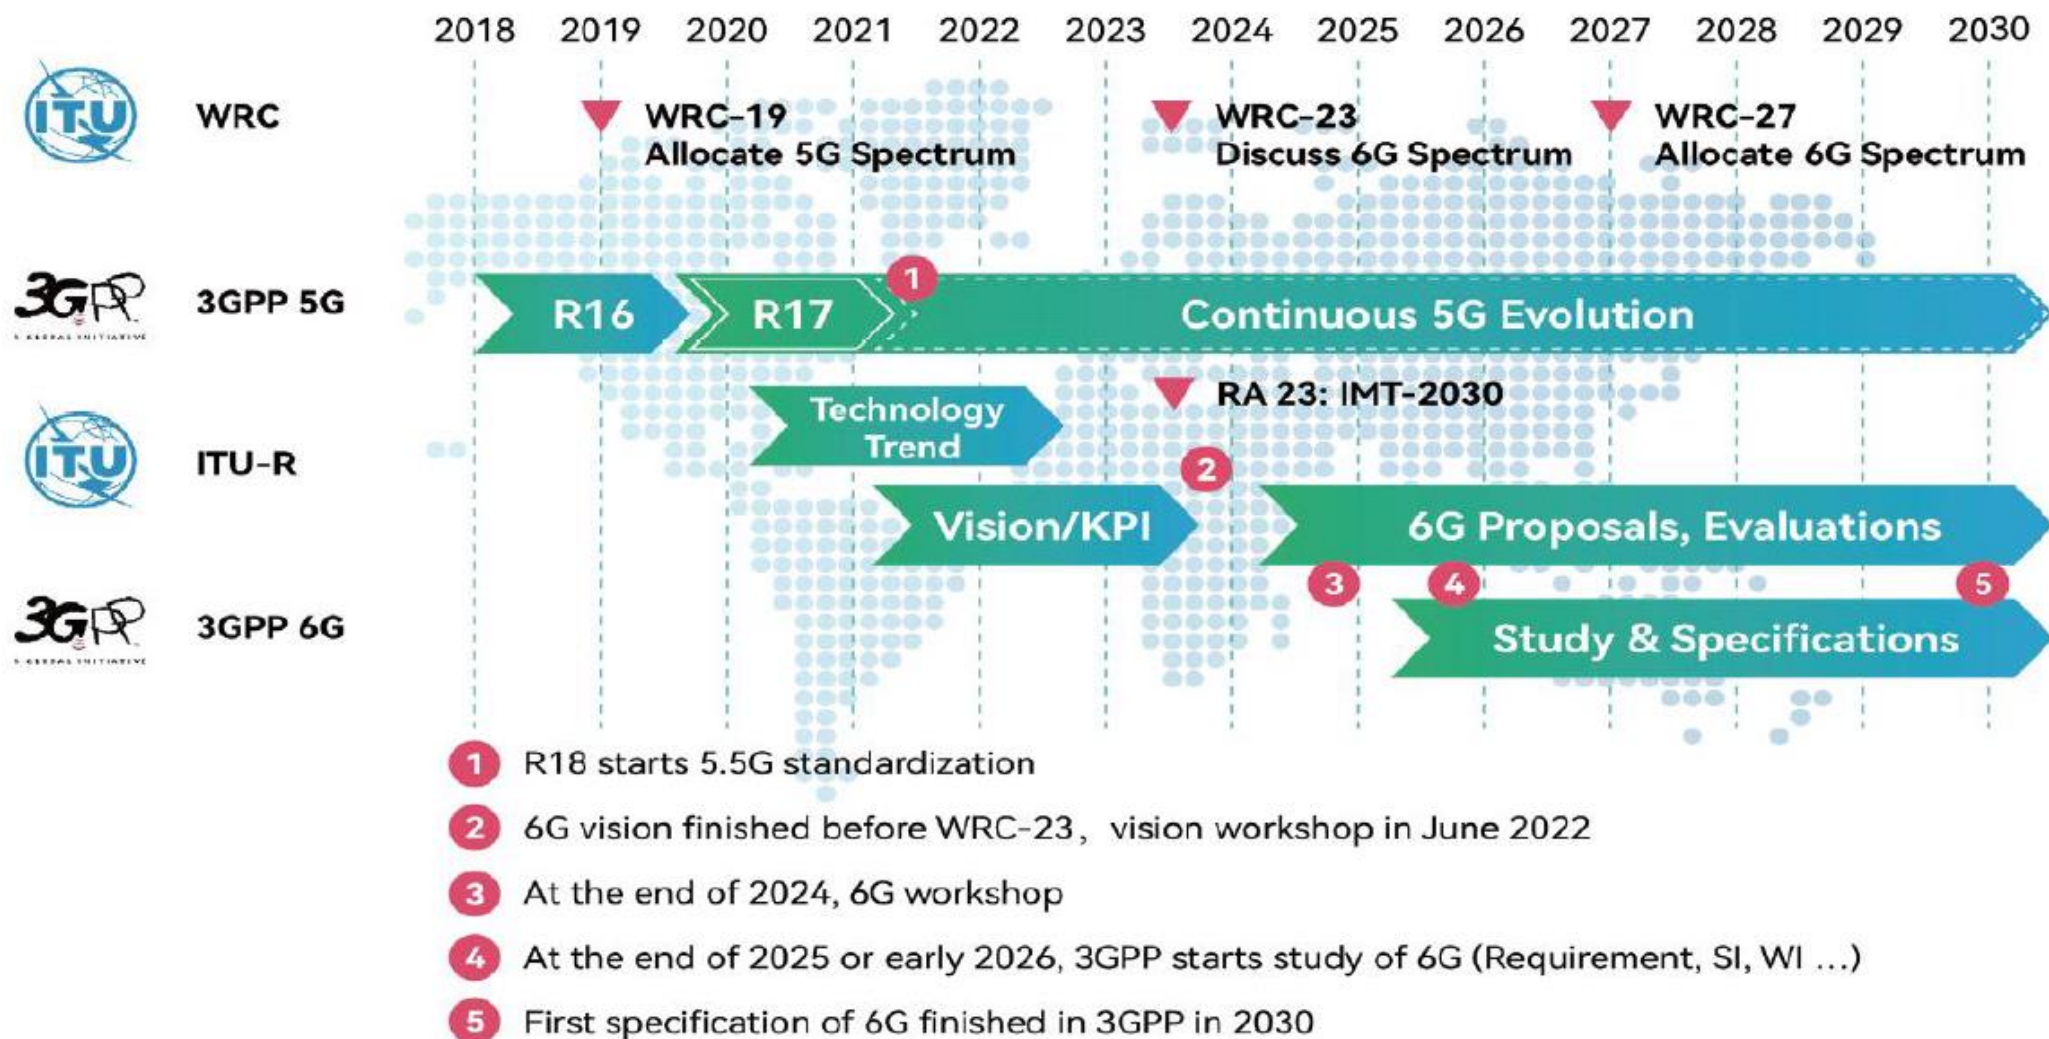 2018 2019 2020 2021 2022 2023 2024 2025 2026 2027 2028 2029 2030
ITU
WRC
WRC-19
Allocate 5G Spectrum
WRC-23
Discuss 6G Spectrum
WRC-27
Allocate 6G Spectrum
3GPP
A GLOBAL INITIATIVE
3GPP 5G
R16
R17
1
Continuous 5G Evolution
ITU
ITU-R
Technology
Trend
RA 23: IMT-2030
2
Vision/KPI
6G Proposals, Evaluations
3
4
5
3GPP
A GLOBAL INITIATIVE
3GPP 6G
Study & Specifications
1 R18 starts 5.5G standardization
2 6G vision finished before WRC-23, vision workshop in June 2022
3 At the end of 2024, 6G workshop
4 At the end of 2025 or early 2026, 3GPP starts study of 6G (Requirement, SI, WI ...)
5 First specification of 6G finished in 3GPP in 2030